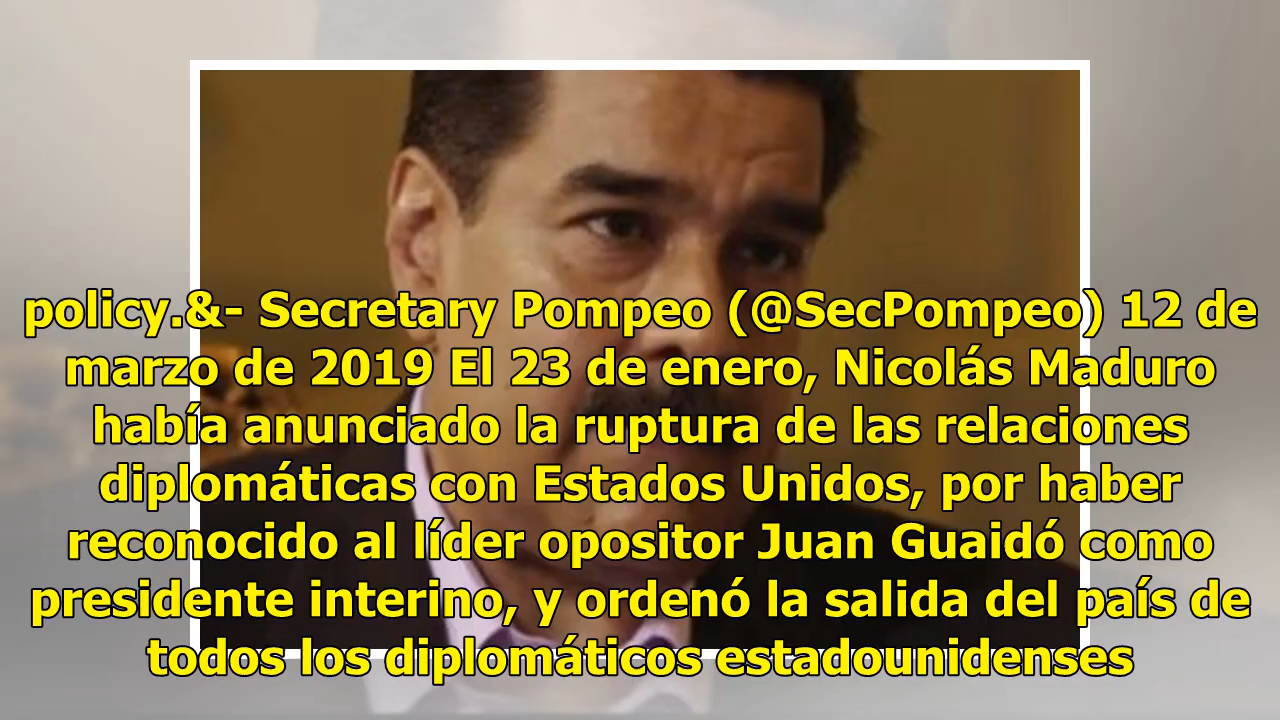 policy.&- Secretary Pompeo (@SecPompeo) 12 de
marzo de 2019 El 23 de enero, Nicolás Maduro
había anunciado la ruptura de las relaciones
diplomáticas con Estados Unidos, por haber
reconocido al líder opositor Juan Guaidó como
presidente interino, y ordenó la salida del país de
todos los diplomáticos estadounidenses